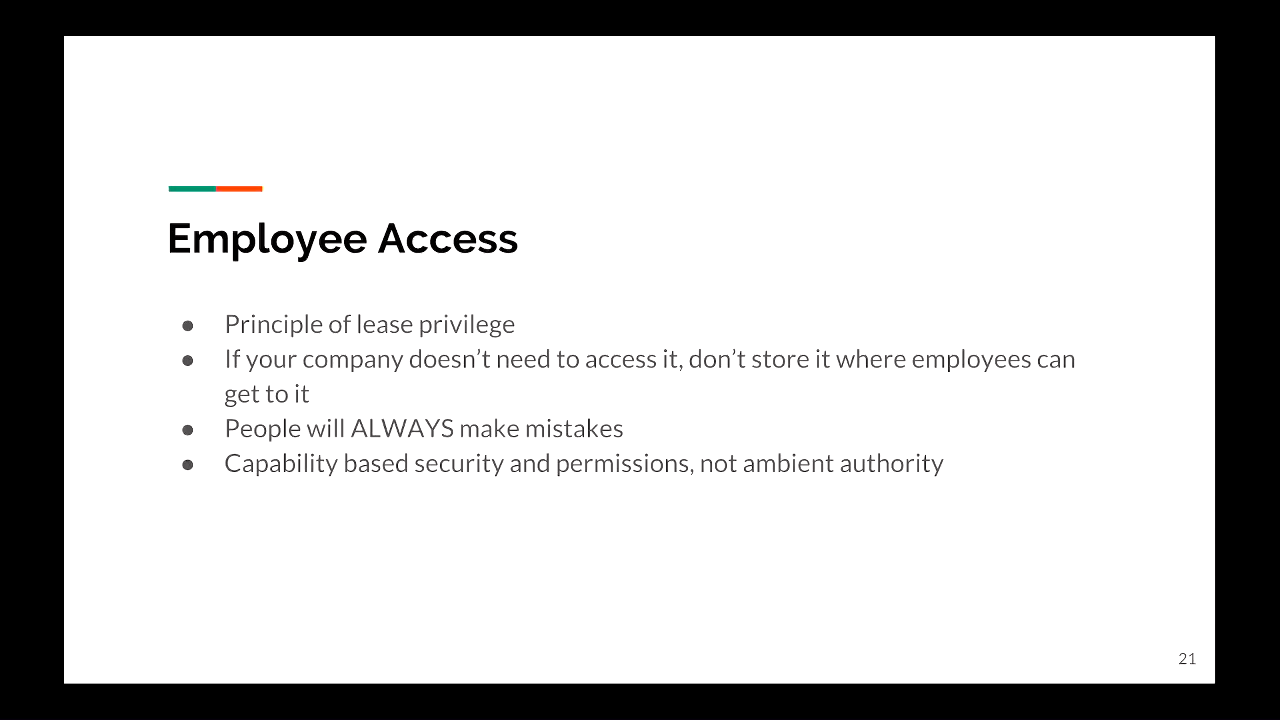 Employee Access
● Principle of lease privilege
● If your company doesn’t need to access it, don’t store it where employees can
get to it
● People will ALWAYS make mistakes
● Capability based security and permissions, not ambient authority
21